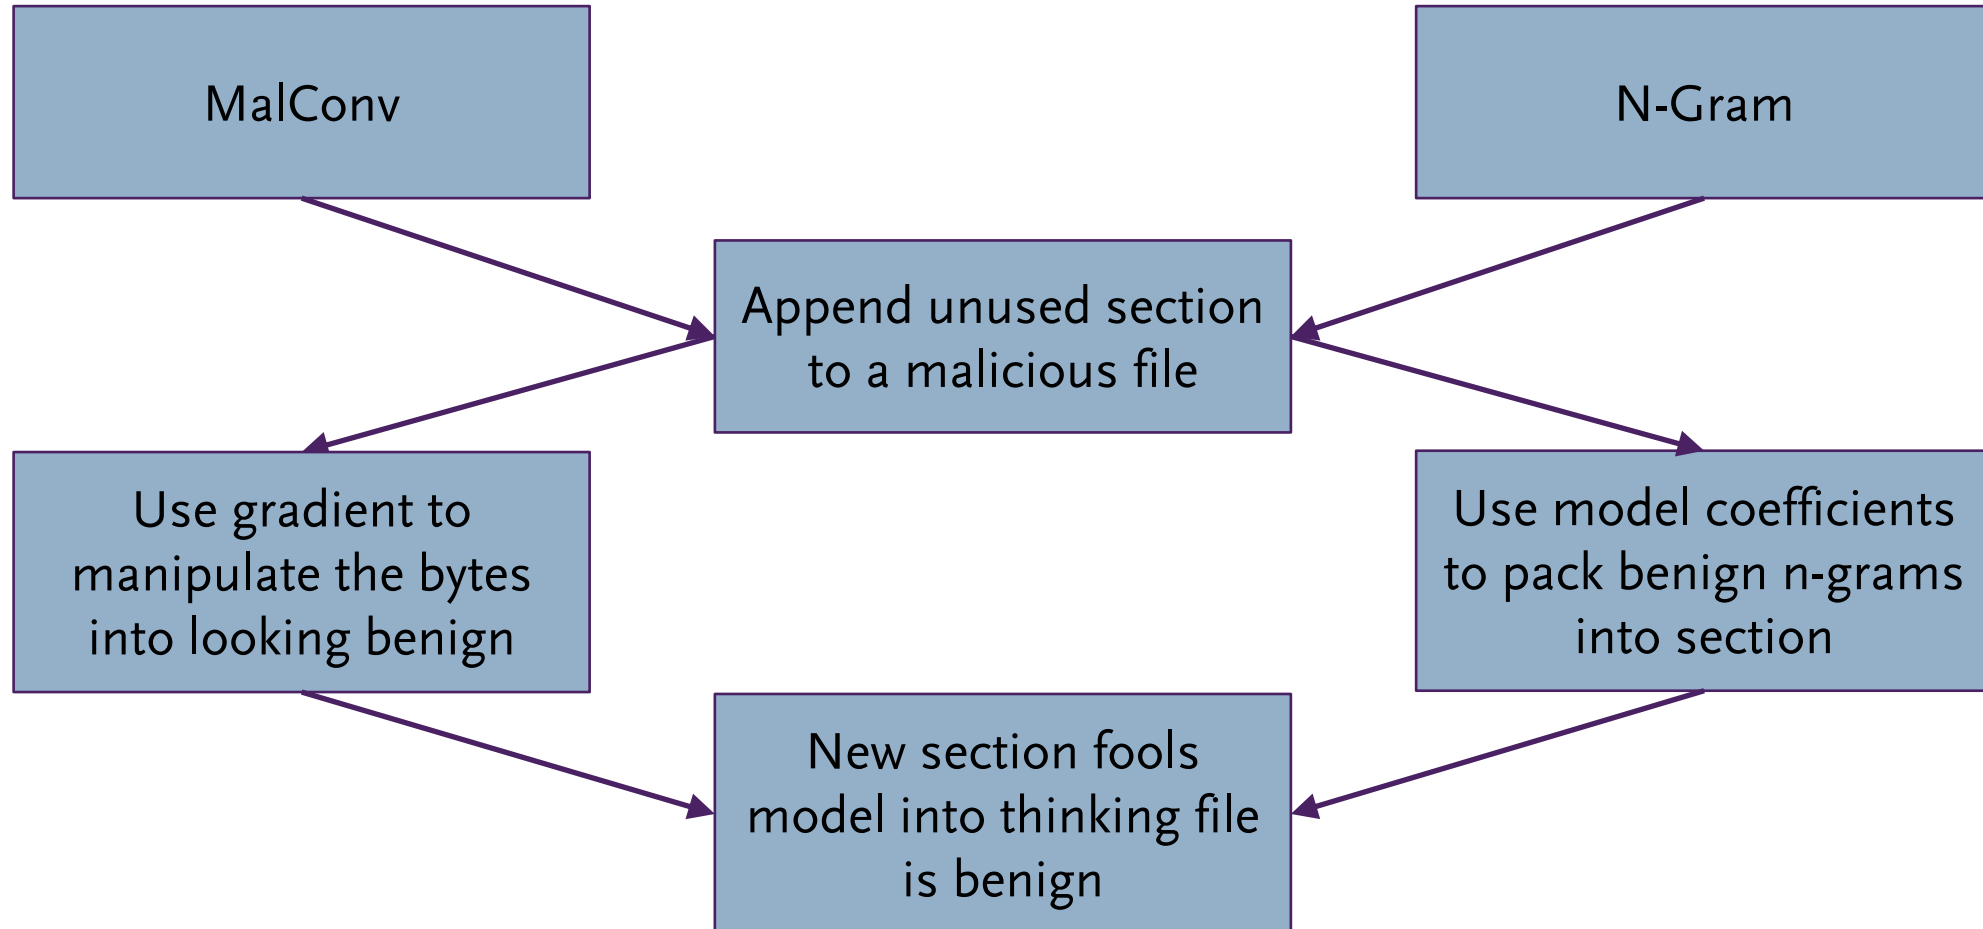 MalConv
N-Gram
Append unused section
to a malicious file
Use gradient to
manipulate the bytes
into looking benign
Use model coefficients
to pack benign n-grams
into section
New section fools
model into thinking file
is benign